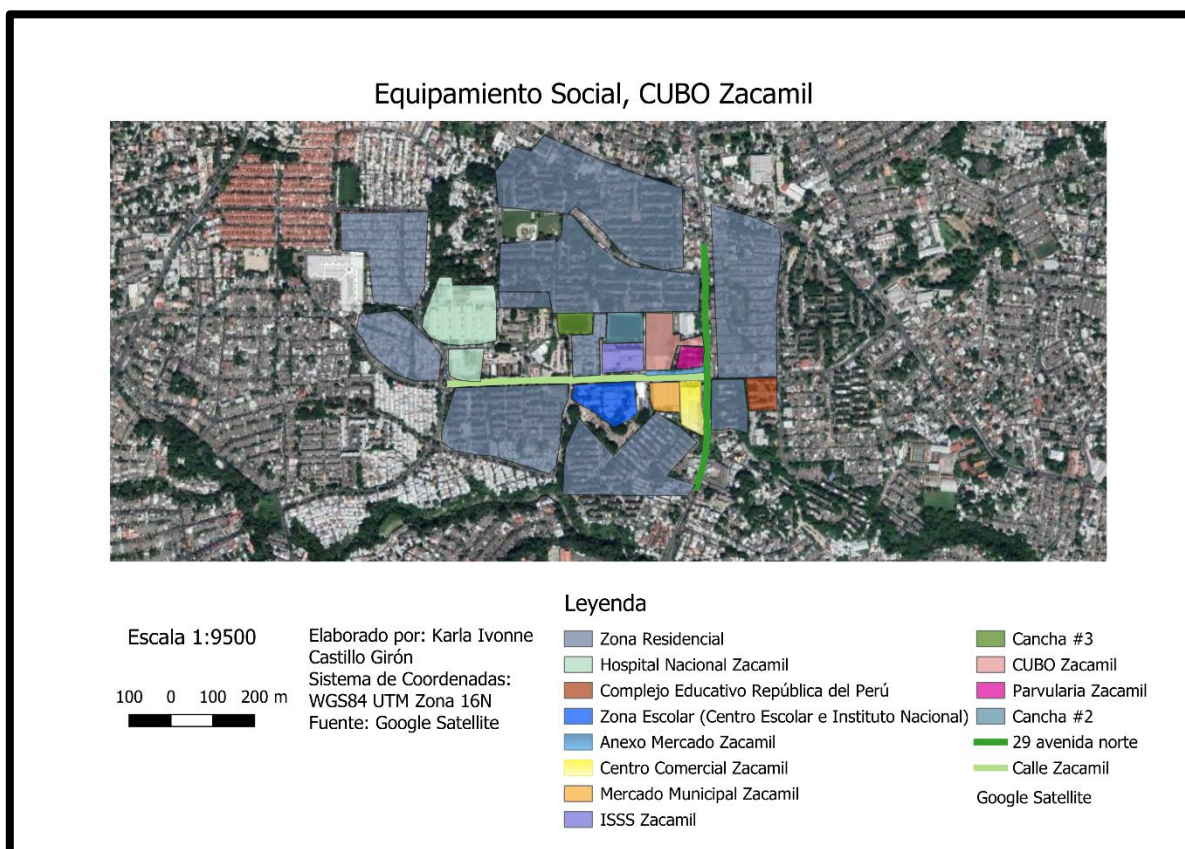 Equipamiento Social, CUBO Zacamil
Escala 1:9500
100 0 100 200 m
Elaborado por: Karla Ivonne
Castillo Girón
Sistema de Coordenadas:
WGS84 UTM Zona 16N
Fuente: Google Satellite
Leyenda
Zona Residencial
Hospital Nacional Zacamil
Complejo Educativo República del Perú
Zona Escolar (Centro Escolar e Instituto Nacional)
Anexo Mercado Zacamil
Centro Comercial Zacamil
Mercado Municipal Zacamil
ISSS Zacamil
Cancha #3
CUBO Zacamil
Parvularia Zacamil
Cancha #2
29 avenida norte
Calle Zacamil
Google Satellite